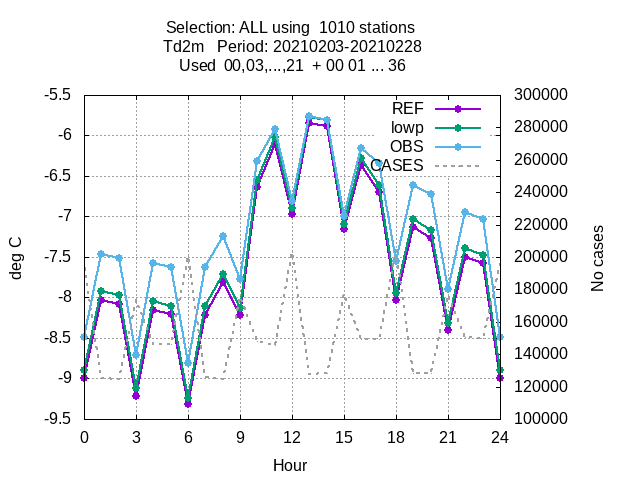 Selection: ALL using  1010 stations
Td2m   Period: 20210203-20210228
Used  00,03,...,21  + 00 01 ... 36
-5.5
-6
-6.5
-7
-7.5
-8
-8.5
-9
-9.5
deg C
REF
lowp
OBS
CASES
300000
280000
260000
240000
220000
200000
180000
160000
140000
120000
100000
No cases
0 3 6 9 12 15 18 21 24
Hour